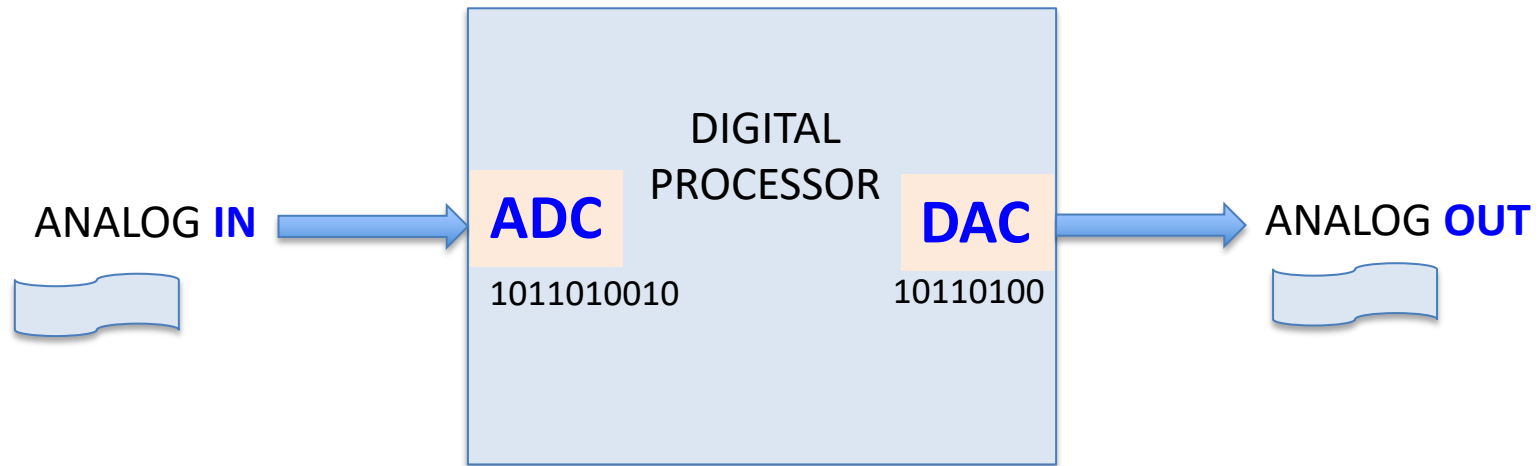 DIGITAL
PROCESSOR
ANALOG IN
ADC
DAC
ANALOG OUT
1011010010
10110100